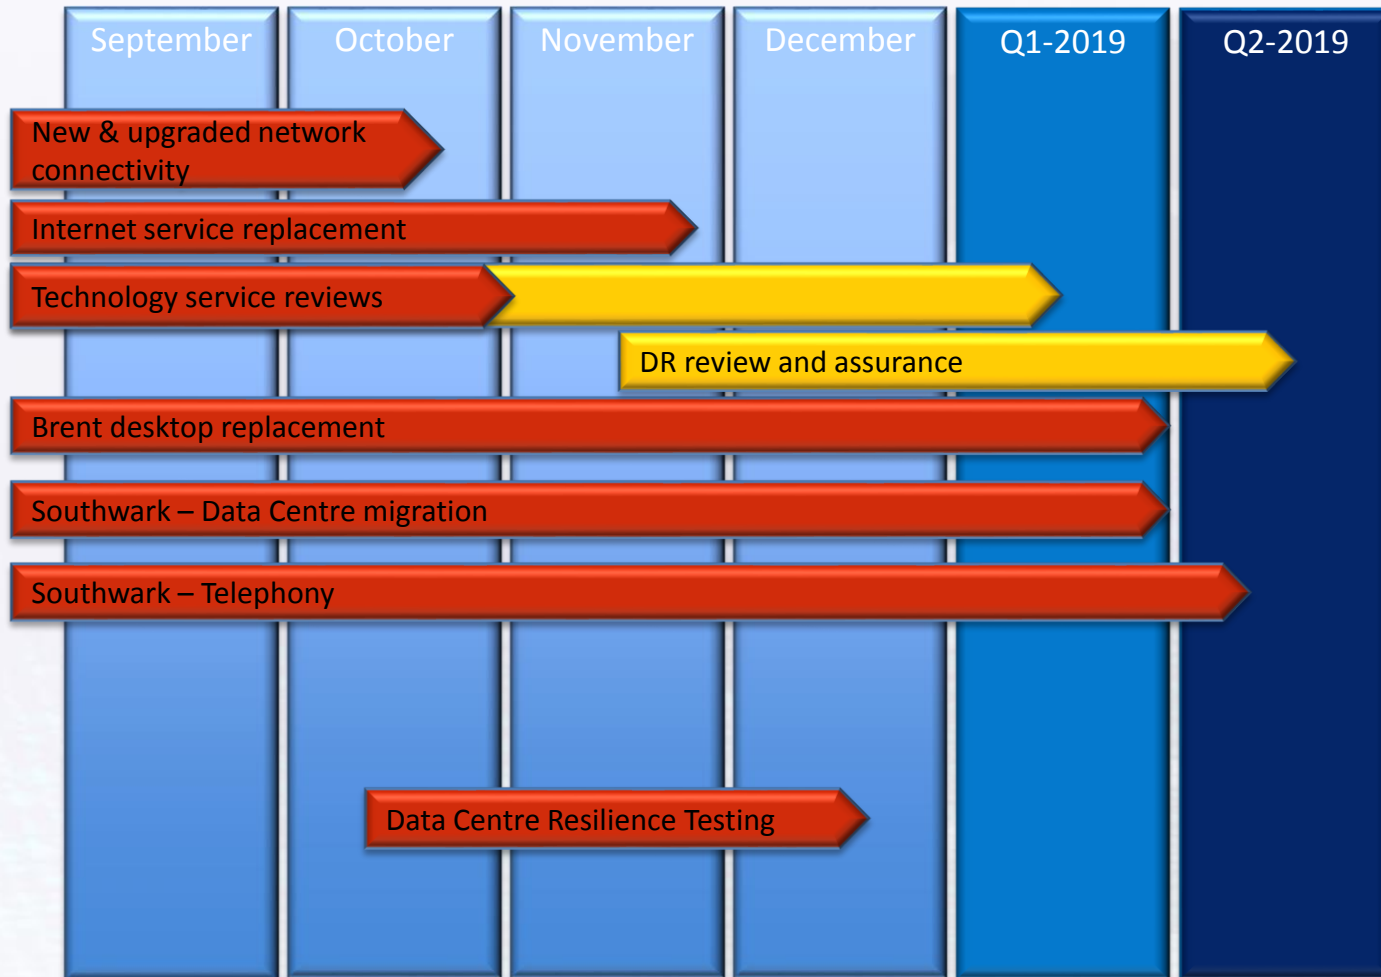 September October November December Q1-2019 Q2-2019
New & upgraded network
connectivity
Internet service replacement
Technology service reviews
DR review and assurance
Brent desktop replacement
Southwark – Data Centre migration
Southwark – Telephony
Data Centre Resilience Testing